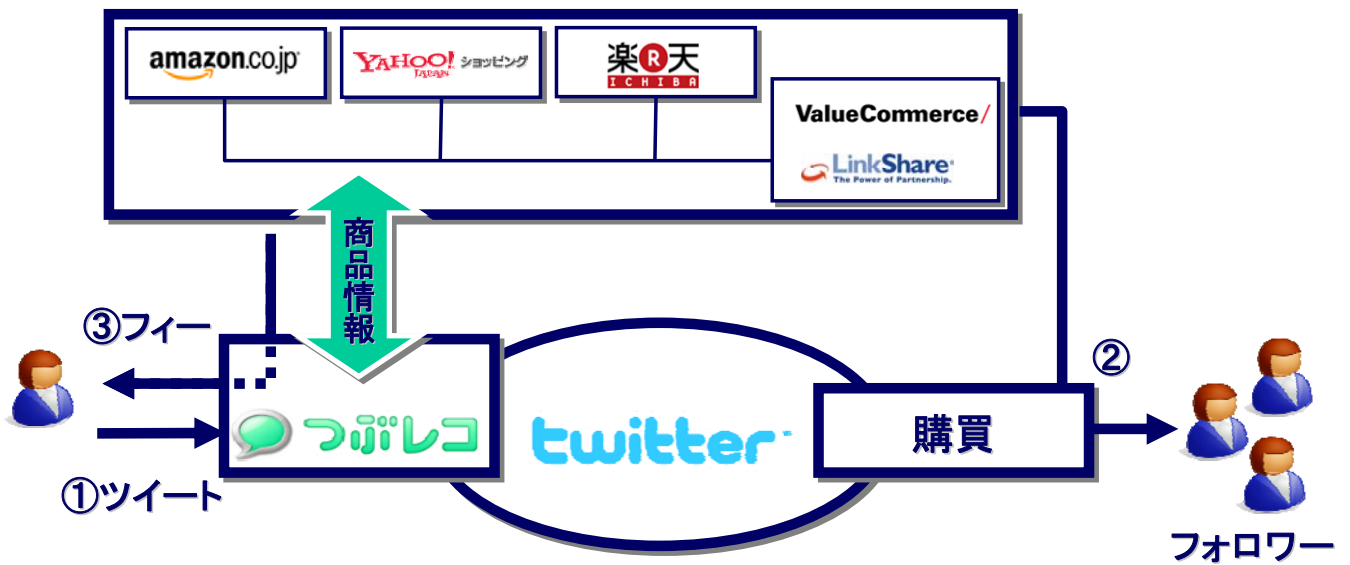 amazon.co.jp
YAHOO! ショッピング
JAPAN
楽R天
ICHIBA
ValueCommerce/
LinkShare
The Power of Partnership.
商品情報
③フィー
②
つぶレコ
twitter
購買
①ツイート
フォロワー